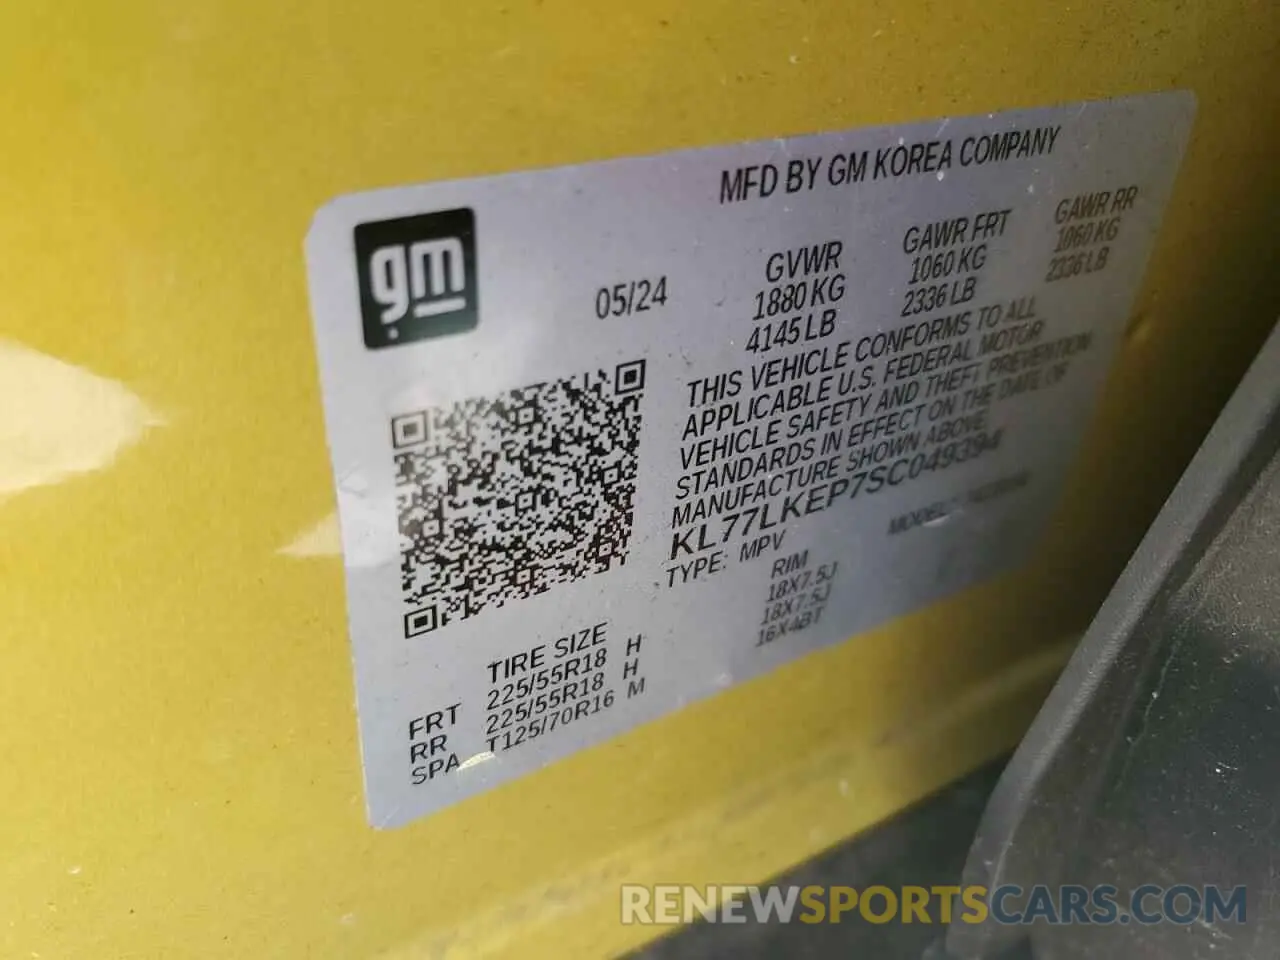 MFD BY GM KOREA COMPANY
gm
05/24
GVWR GAWR FRT GAWR RR
1880 KG 1060 KG 1060 KG
4145 LB 2336 LB 2336 LB
THIS VEHICLE CONFORMS TO ALL
APPLICABLE U.S. FEDERAL MOTOR
VEHICLE SAFETY AND THEFT PREVENTION
STANDARDS IN EFFECT ON THE DATE OF
MANUFACTURE SHOWN ABOVE.
KL77LKEP7SC049394
TYPE: MPV MODEL:
TIRE SIZE RIM
FRT 225/55R18 H 18X7.5J
RR 225/55R18 H 18X7.5J
SPA T125/70R16 M 16X4BT
RENEWSPORTSCARS.COM